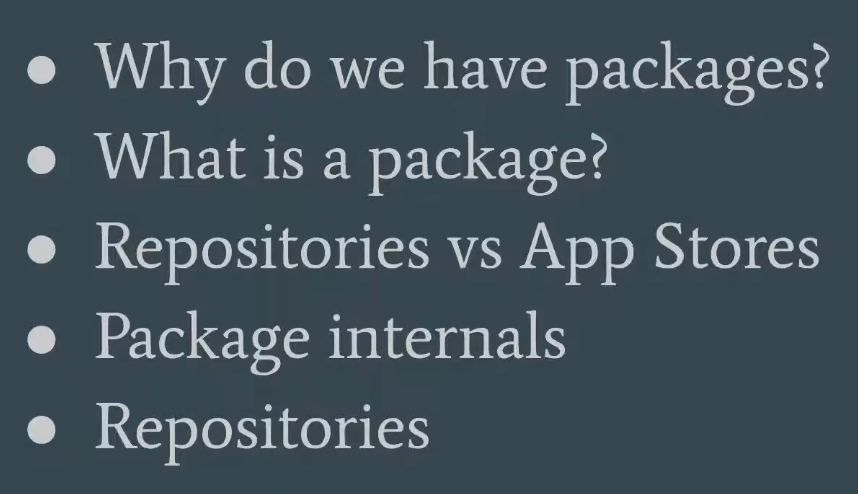 ● Why do we have packages?
● What is a package?
● Repositories vs App Stores
● Package internals
● Repositories